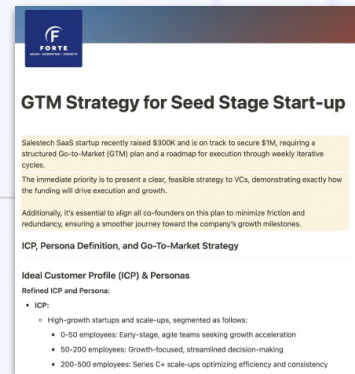 FORTE
SALES · MARKETING · GROWTH
GTM Strategy for Seed Stage Start-up
Salestech SaaS startup recently raised $300K and is on track to secure $1M, requiring a
structured Go-to-Market (GTM) plan and a roadmap for execution through weekly iterative
cycles.
The immediate priority is to present a clear, feasible strategy to VCs, demonstrating exactly how
the funding will drive execution and growth.
Additionally, it's essential to align all co-founders on this plan to minimize friction and
redundancy, ensuring a smoother journey toward the company's growth milestones.
ICP, Persona Definition, and Go-To-Market Strategy
Ideal Customer Profile (ICP) & Personas
Refined ICP and Persona:
• ICP:
◦ High-growth startups and scale-ups, segmented as follows:
▪ 0-50 employees: Early-stage, agile teams seeking growth acceleration
▪ 50-200 employees: Growth-focused, streamlined decision-making
▪ 200-500 employees: Series C+ scale-ups optimizing efficiency and consistency